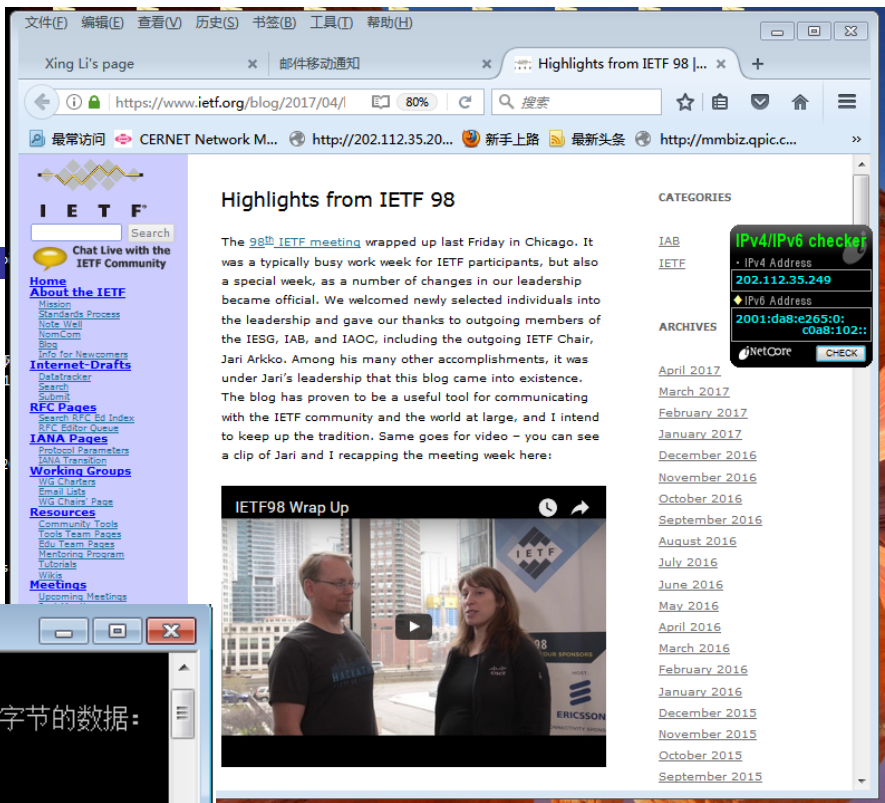 文件(F) 编辑(E) 查看(V) 历史(S) 书签(B) 工具(T) 帮助(H)
Xing Li's page
邮件移动通知
Highlights from IETF 98 |...
https://www.ietf.org/blog/2017/04/
80%
搜索
最常访问
CERNET Network M...
http://202.112.35.20...
新手上路
最新头条
http://mmbiz.qpic.c...
»
I E T F®
Search
Chat Live with the
IETF Community
Home
About the IETF
Mission
Standards Process
Note Well
NomCom
Blog
Info for Newcomers
Internet-Drafts
Datatracker
Search
Submit
RFC Pages
Search RFC Ed Index
RFC Editor Queue
IANA Pages
Protocol Parameters
IANA Transition
Working Groups
WG Charters
Email Lists
WG Chairs' Page
Resources
Community Tools
Tools Team Pages
Edu Team Pages
Mentoring Program
Tutorials
Wikis
Meetings
Upcoming Meetings
Highlights from IETF 98
The 98th IETF meeting wrapped up last Friday in Chicago. It
was a typically busy work week for IETF participants, but also
a special week, as a number of changes in our leadership
became official. We welcomed newly selected individuals into
the leadership and gave our thanks to outgoing members of
the IESG, IAB, and IAOC, including the outgoing IETF Chair,
Jari Arkko. Among his many other accomplishments, it was
under Jari's leadership that this blog came into existence.
The blog has proven to be a useful tool for communicating
with the IETF community and the world at large, and I intend
to keep up the tradition. Same goes for video – you can see
a clip of Jari and I recapping the meeting week here:
IETF98 Wrap Up
IETF
98
OUR SPONSORS
HOST:
ERICSSON
HACKATH
CATEGORIES
IAB
IETF
ARCHIVES
April 2017
March 2017
February 2017
January 2017
December 2016
November 2016
October 2016
September 2016
August 2016
July 2016
June 2016
May 2016
April 2016
March 2016
February 2016
January 2016
December 2015
November 2015
October 2015
September 2015
IPv4/IPv6 checker
· IPv4 Address
202.112.35.249
IPv6 Address
2001:da8:e265:0:
c0a8:102::
iNetCore
CHECK
字节的数据: